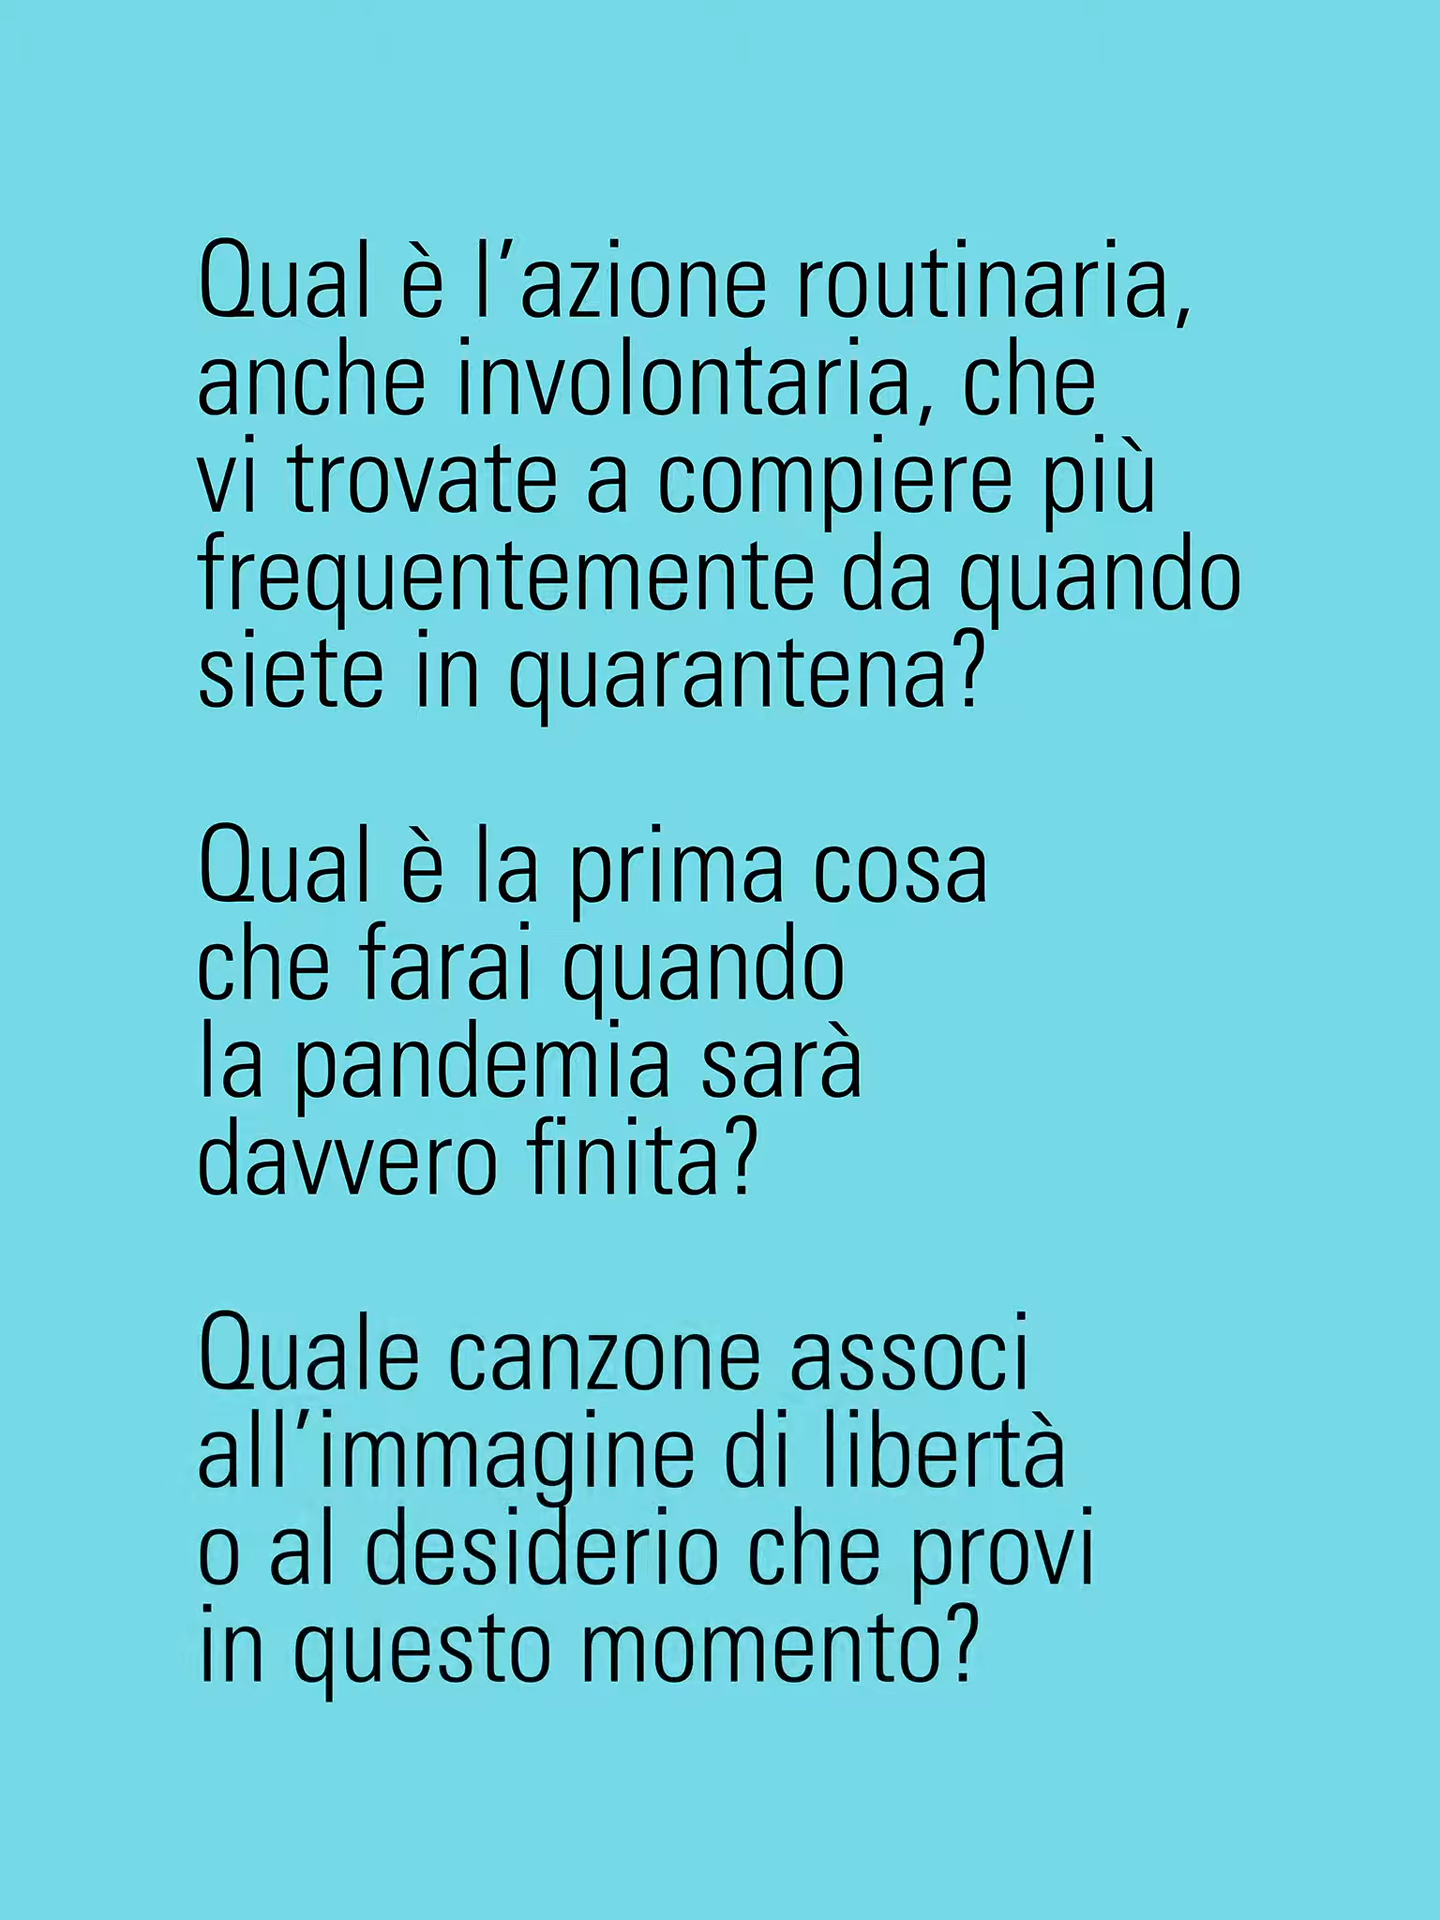 Qual è l’azione routinaria,
anche involontaria, che
vi trovate a compiere più
frequentemente da quando
siete in quarantena?
Qual è la prima cosa
che farai quando
la pandemia sarà
davvero finita?
Quale canzone associ
all’immagine di libertà
o al desiderio che provi
in questo momento?